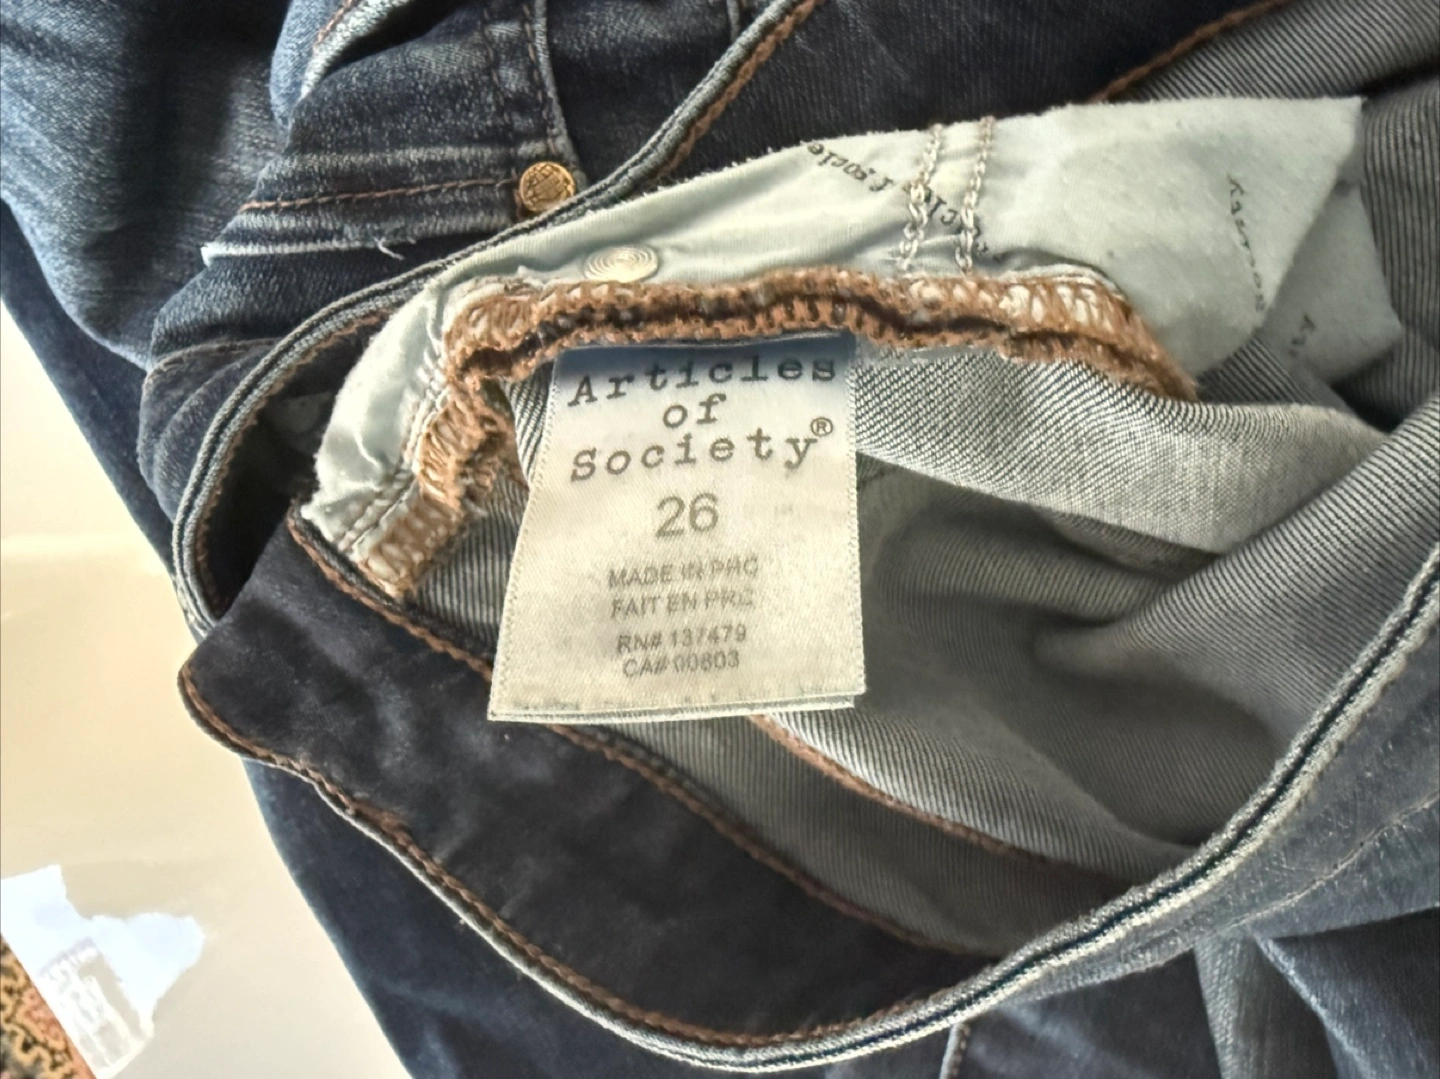 Articles
of
Society®
26
MADE IN PRC
FAIT EN PRC
RN# 137479
CA# 00603